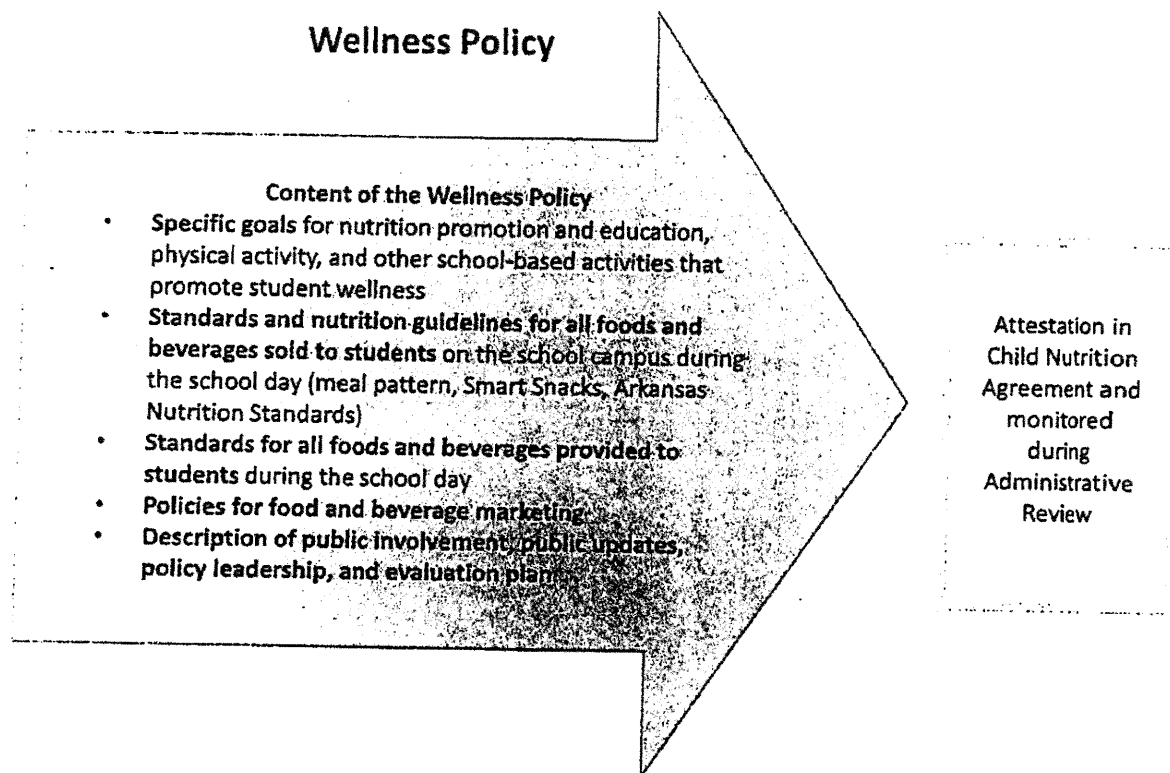 Wellness Policy
Content of the Wellness Policy
• Specific goals for nutrition promotion and education,
physical activity, and other school-based activities that
promote student wellness
• Standards and nutrition guidelines for all foods and
beverages sold to students on the school campus during
the school day (meal pattern, Smart Snacks, Arkansas
Nutrition Standards)
• Standards for all foods and beverages provided to
students during the school day
• Policies for food and beverage marketing
• Description of public involvement, public updates,
policy leadership, and evaluation plan
Attestation in
Child Nutrition
Agreement and
monitored
during
Administrative
Review